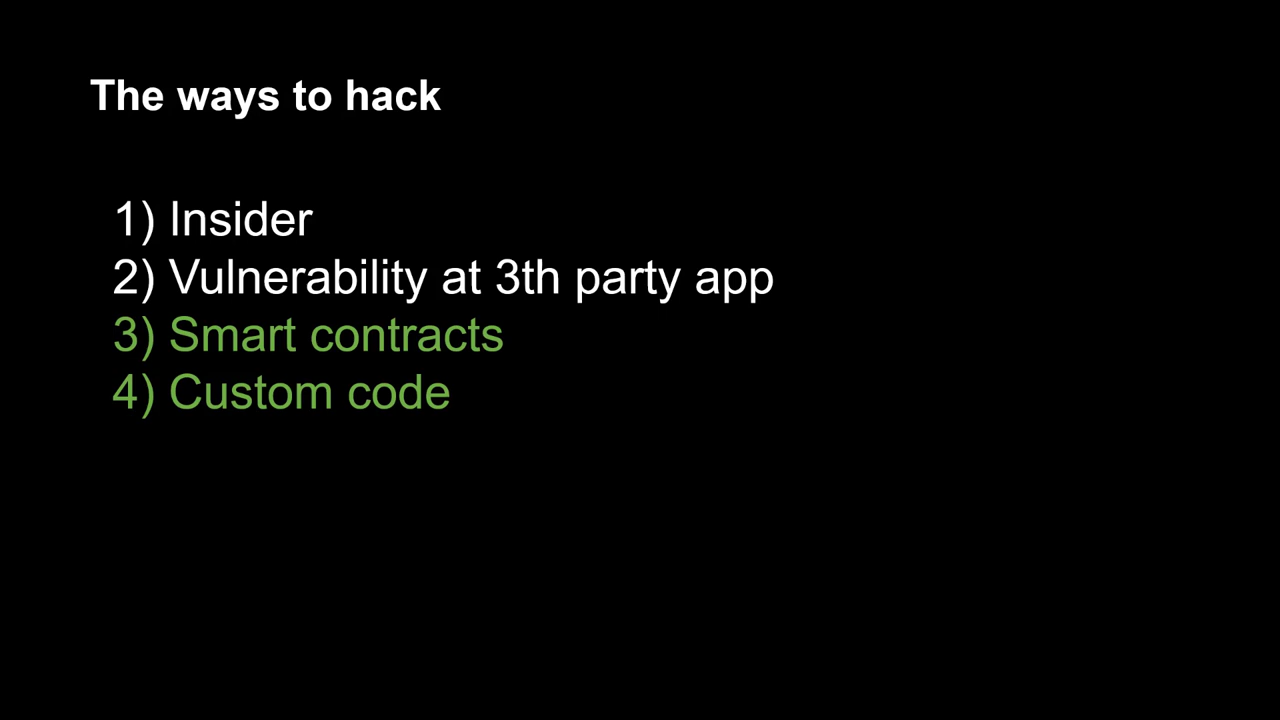 The ways to hack
1) Insider
2) Vulnerability at 3th party app
3) Smart contracts
4) Custom code